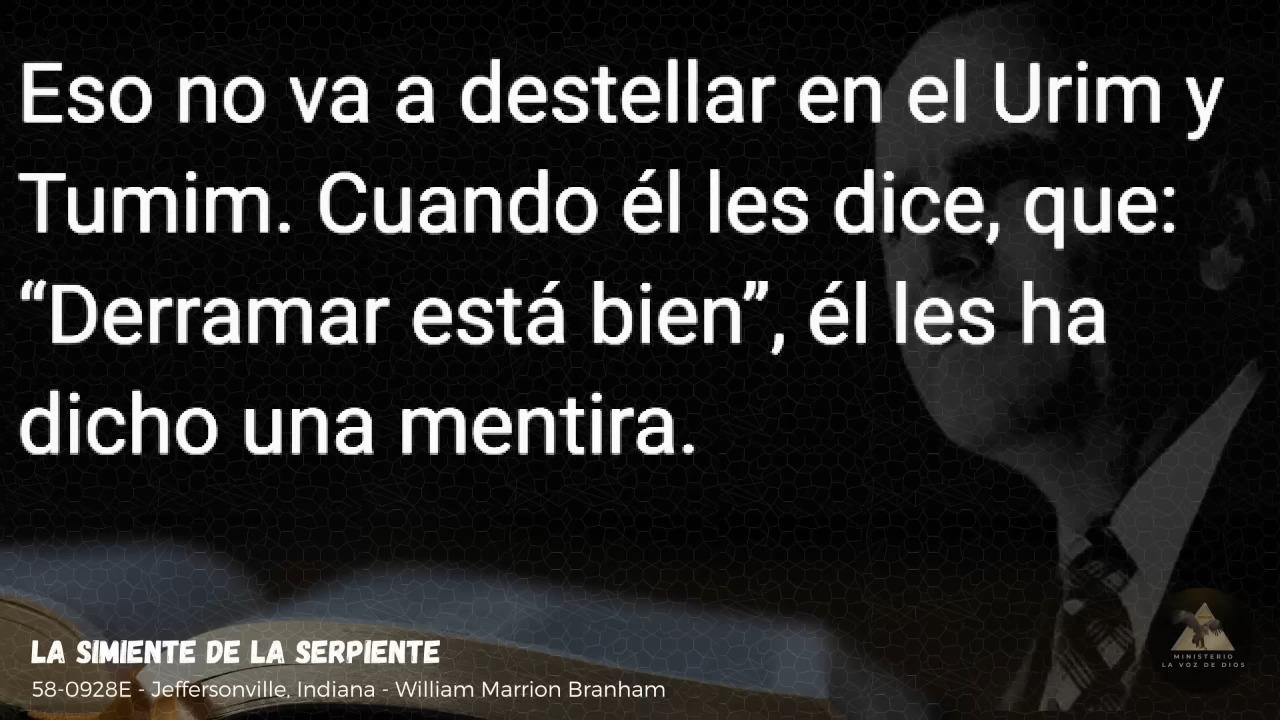 Eso no va a destellar en el Urim y
Tumim. Cuando él les dice, que:
“Derramar está bien”, él les ha
dicho una mentira.
LA SIMIENTE DE LA SERPIENTE
58-0928E - Jeffersonville, Indiana - William Marrion Branham
MINISTERIO
LA VOZ DE DIOS